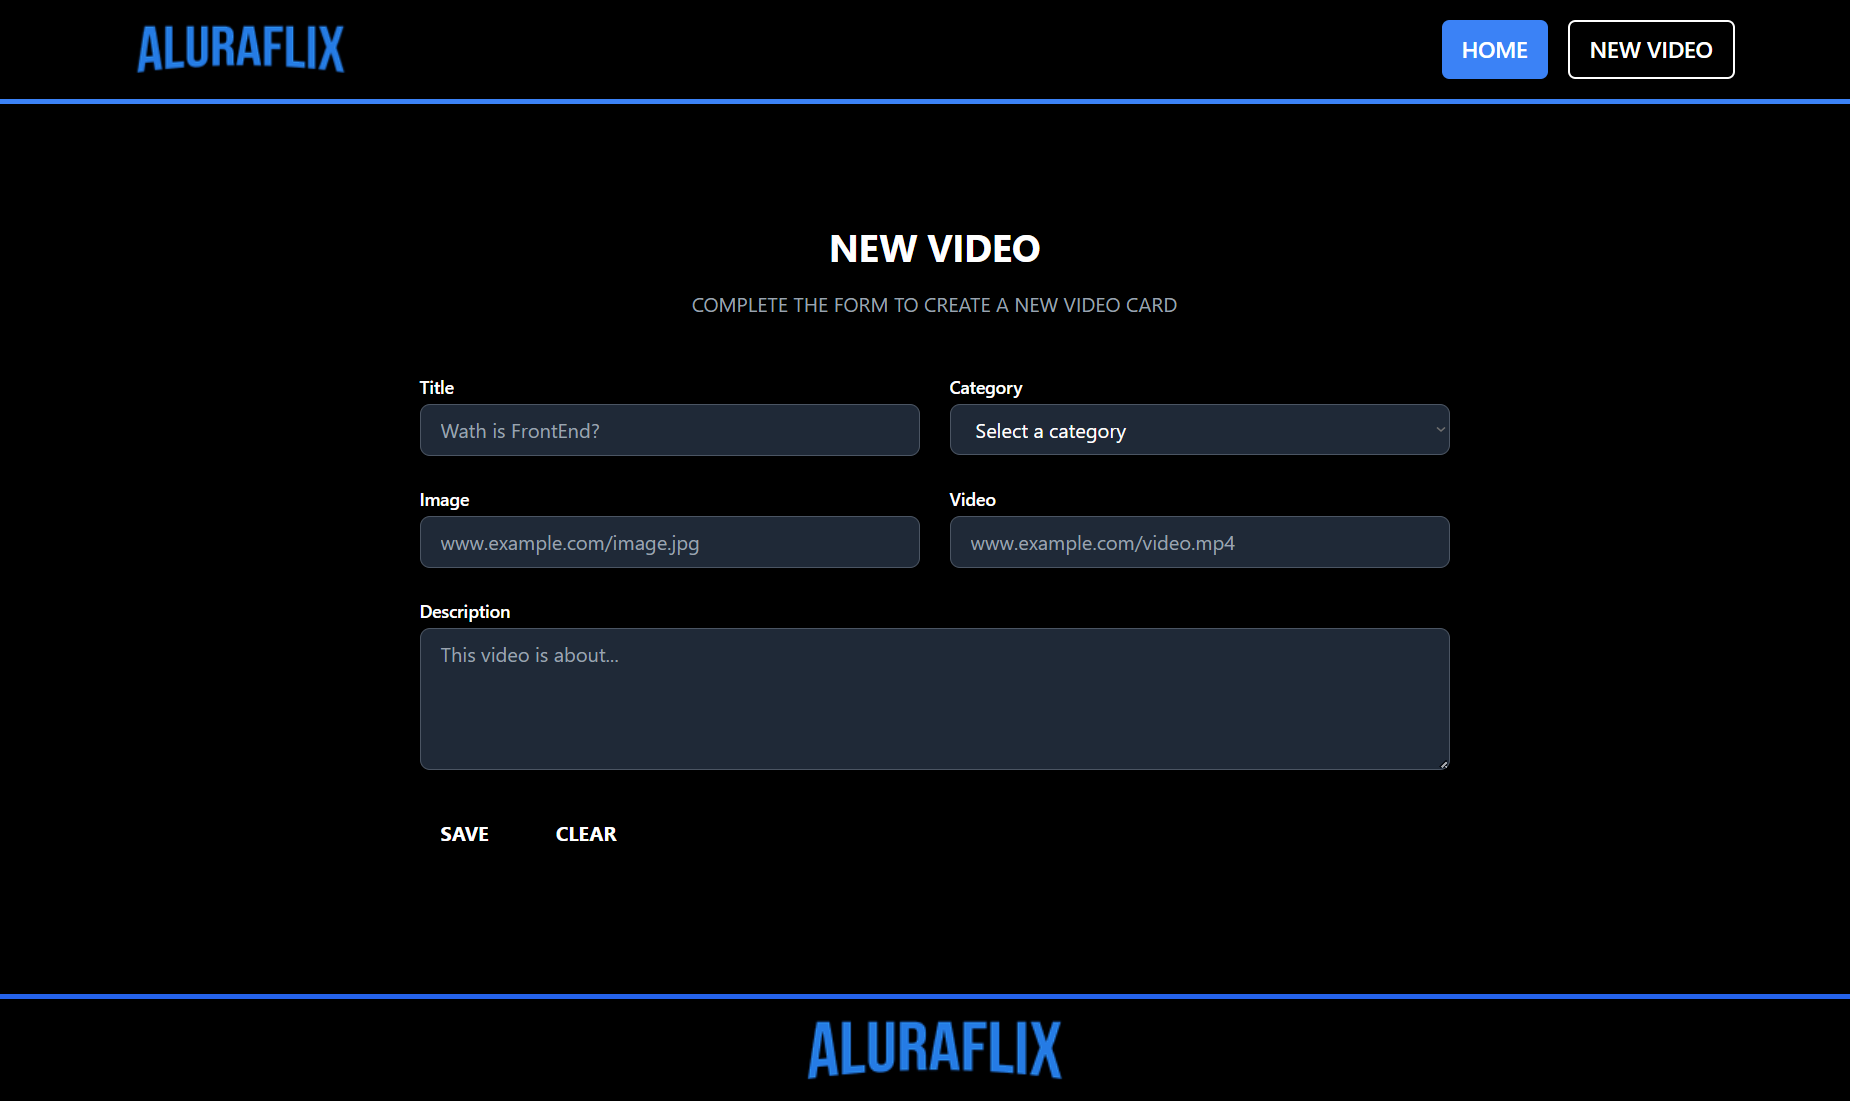 ALURAFLIX
HOME
NEW VIDEO
NEW VIDEO
COMPLETE THE FORM TO CREATE A NEW VIDEO CARD
Title
Category
Wath is FrontEnd?
Select a category
Image
Video
www.example.com/image.jpg
www.example.com/video.mp4
Description
This video is about...
SAVE
CLEAR
ALURAFLIX